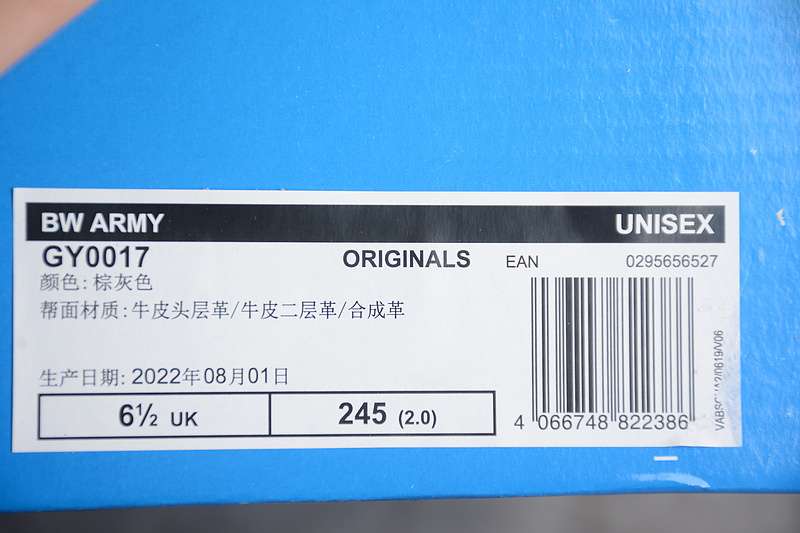 BW ARMY UNISEX
GY0017 ORIGINALS EAN 0295656527
颜色: 棕灰色
帮面材质: 牛皮头层革/牛皮二层革/合成革
生产日期: 2022年08月01日
6½ UK 245 (2.0)
4 066748 822386